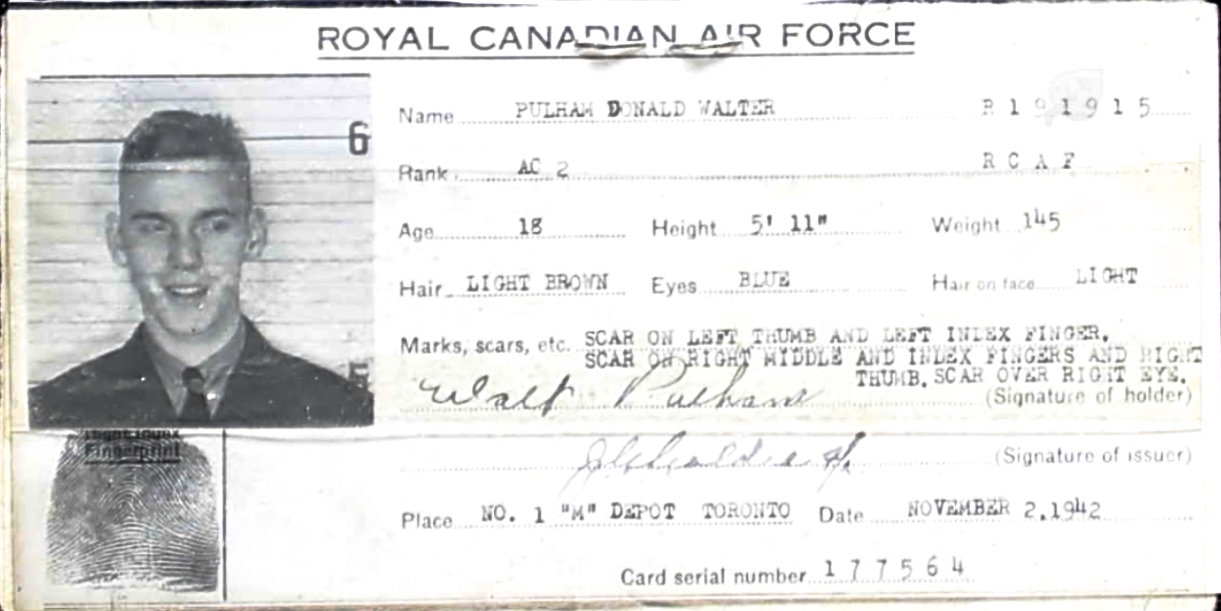 ROYAL CANADIAN AIR FORCE
6
Name PULHAM DONALD WALTER R 191915
Rank AC 2 R C A F
Age 18 Height 5' 11" Weight 145
Hair LIGHT BROWN Eyes BLUE Hair on face LIGHT
Marks, scars, etc. SCAR ON LEFT THUMB AND LEFT INDEX FINGER.
SCAR ON RIGHT MIDDLE AND INDEX FINGERS AND RIGHT
THUMB. SCAR OVER RIGHT EYE.
Walt Pulham (Signature of holder)
Right Index
Fingerprint
(Signature of issuer)
Place NO. 1 "M" DEPOT TORONTO Date NOVEMBER 2.1942
Card serial number 177564